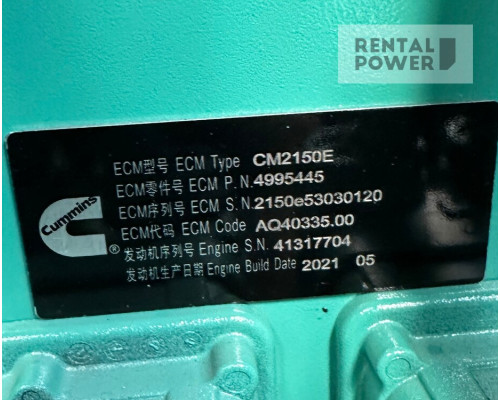 RENTAL
POWER
ECM型号 ECM Type CM2150E
ECM零件号 ECM P.N. 4995445
ECM序列号 ECM S.N. 2150e53030120
ECM代码 ECM Code AQ40335.00
发动机序列号 Engine S.N. 41317704
发动机生产日期 Engine Build Date 2021 05
Cummins
®